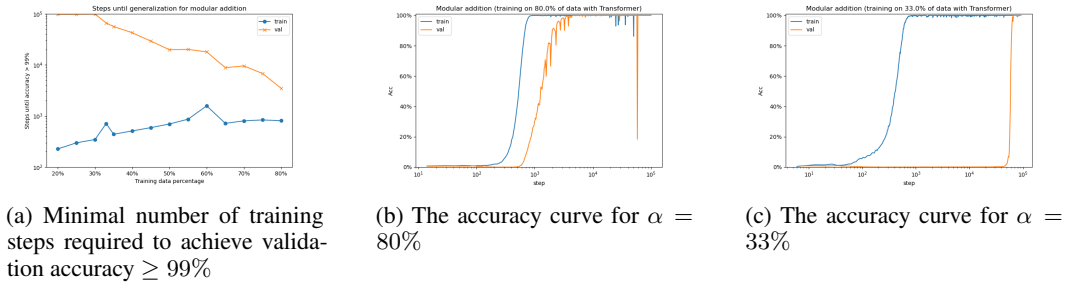 Steps until generalization for modular addition
train
val
10^5
10^4
10^3
10^2
Steps until accuracy > 99%
20%
30%
40%
50%
60%
70%
80%
Training data percentage
(a) Minimal number of training
steps required to achieve valida-
tion accuracy ≥ 99%
Modular addition (training on 80.0% of data with Transformer)
train
val
100%
80%
60%
40%
20%
0%
Acc
10^1
10^2
10^3
10^4
10^5
step
(b) The accuracy curve for α =
80%
Modular addition (training on 33.0% of data with Transformer)
train
val
100%
80%
60%
40%
20%
0%
Acc
10^1
10^2
10^3
10^4
10^5
step
(c) The accuracy curve for α =
33%